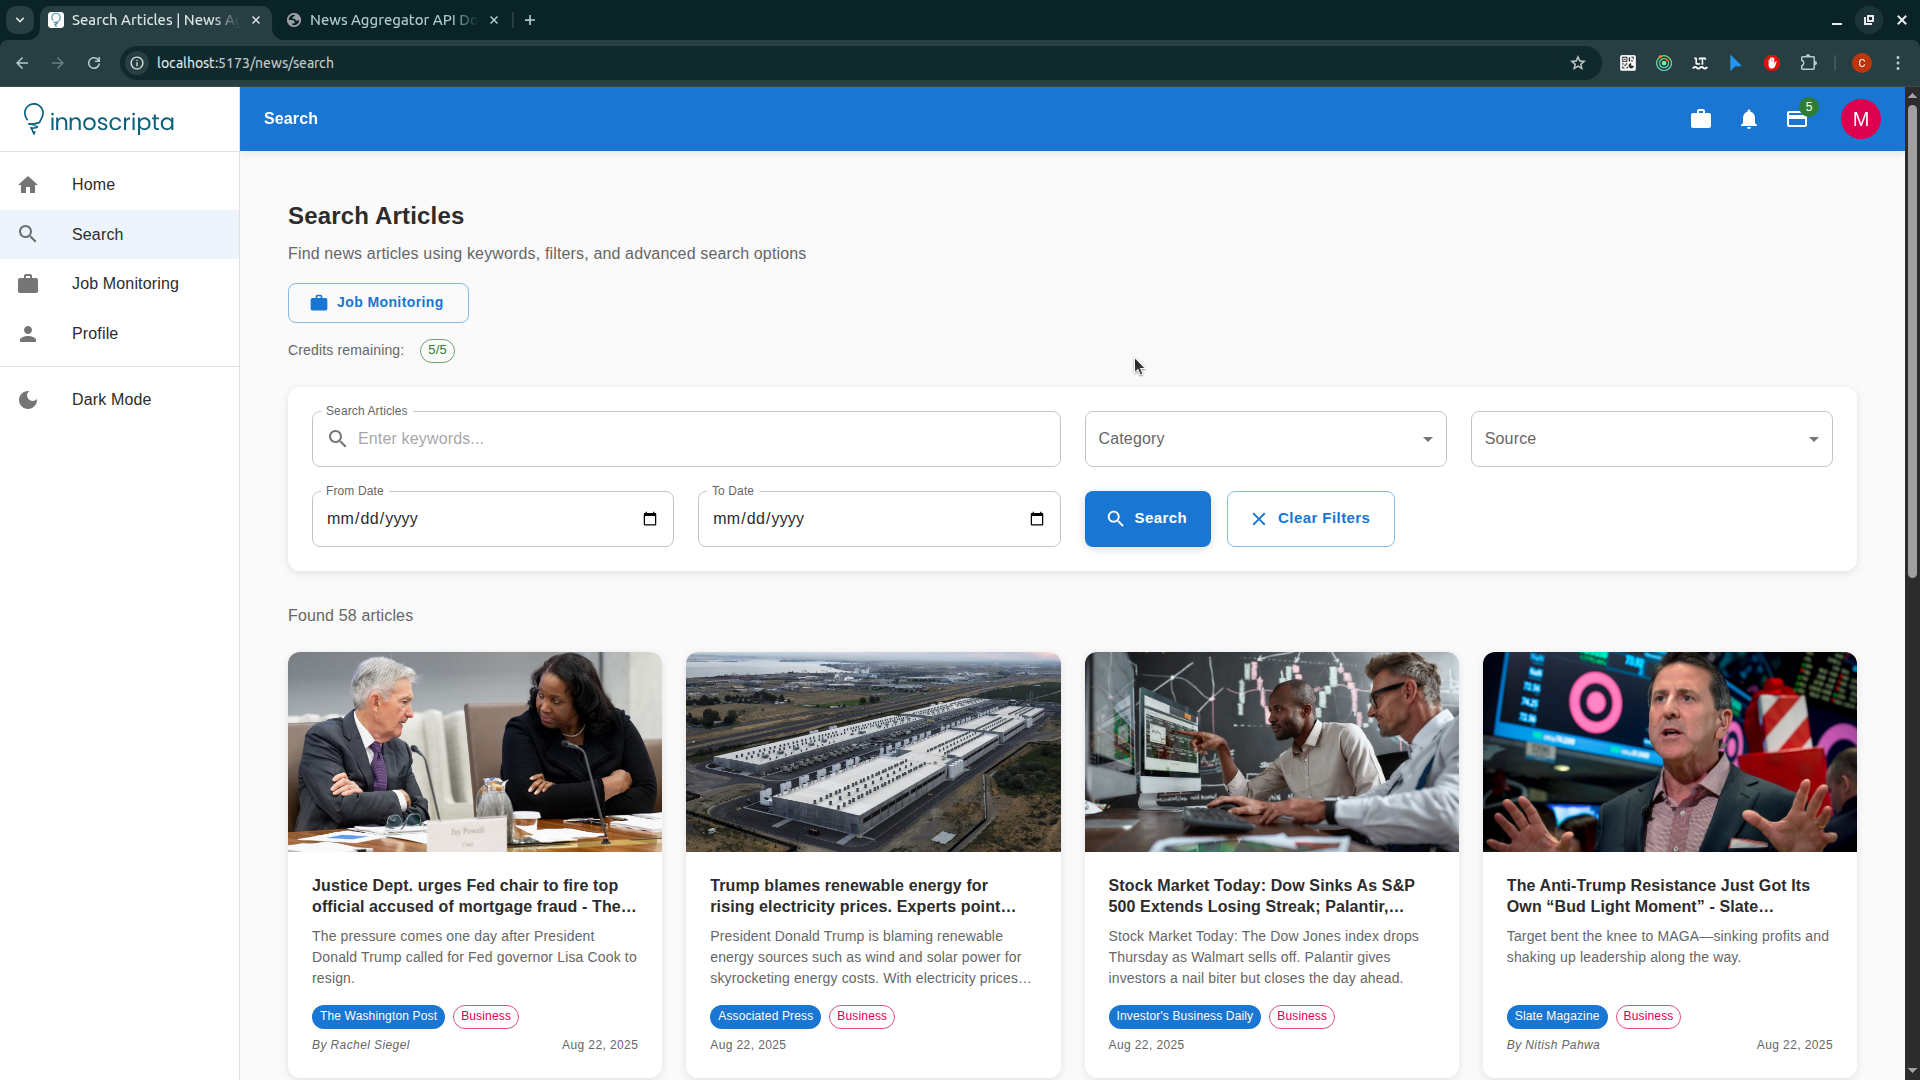 Search Articles | News A
News Aggregator API Do
localhost:5173/news/search
C
innoscripta
Search
5
M
Home
Search
Job Monitoring
Profile
Dark Mode
Search Articles
Find news articles using keywords, filters, and advanced search options
Job Monitoring
Credits remaining: 5/5
Search Articles
Enter keywords...
Category
Source
From Date
mm/dd/yyyy
To Date
mm/dd/yyyy
Search
Clear Filters
Found 58 articles
Jay Powell
Justice Dept. urges Fed chair to fire top
official accused of mortgage fraud - The...
The pressure comes one day after President
Donald Trump called for Fed governor Lisa Cook to
resign.
The Washington Post Business
By Rachel Siegel Aug 22, 2025
Trump blames renewable energy for
rising electricity prices. Experts point...
President Donald Trump is blaming renewable
energy sources such as wind and solar power for
skyrocketing energy costs. With electricity prices...
Associated Press Business
Aug 22, 2025
Stock Market Today: Dow Sinks As S&P
500 Extends Losing Streak; Palantir,...
Stock Market Today: The Dow Jones index drops
Thursday as Walmart sells off. Palantir gives
investors a nail biter but closes the day ahead.
Investor's Business Daily Business
Aug 22, 2025
The Anti-Trump Resistance Just Got Its
Own “Bud Light Moment” - Slate...
Target bent the knee to MAGA—sinking profits and
shaking up leadership along the way.
Slate Magazine Business
By Nitish Pahwa Aug 22, 2025